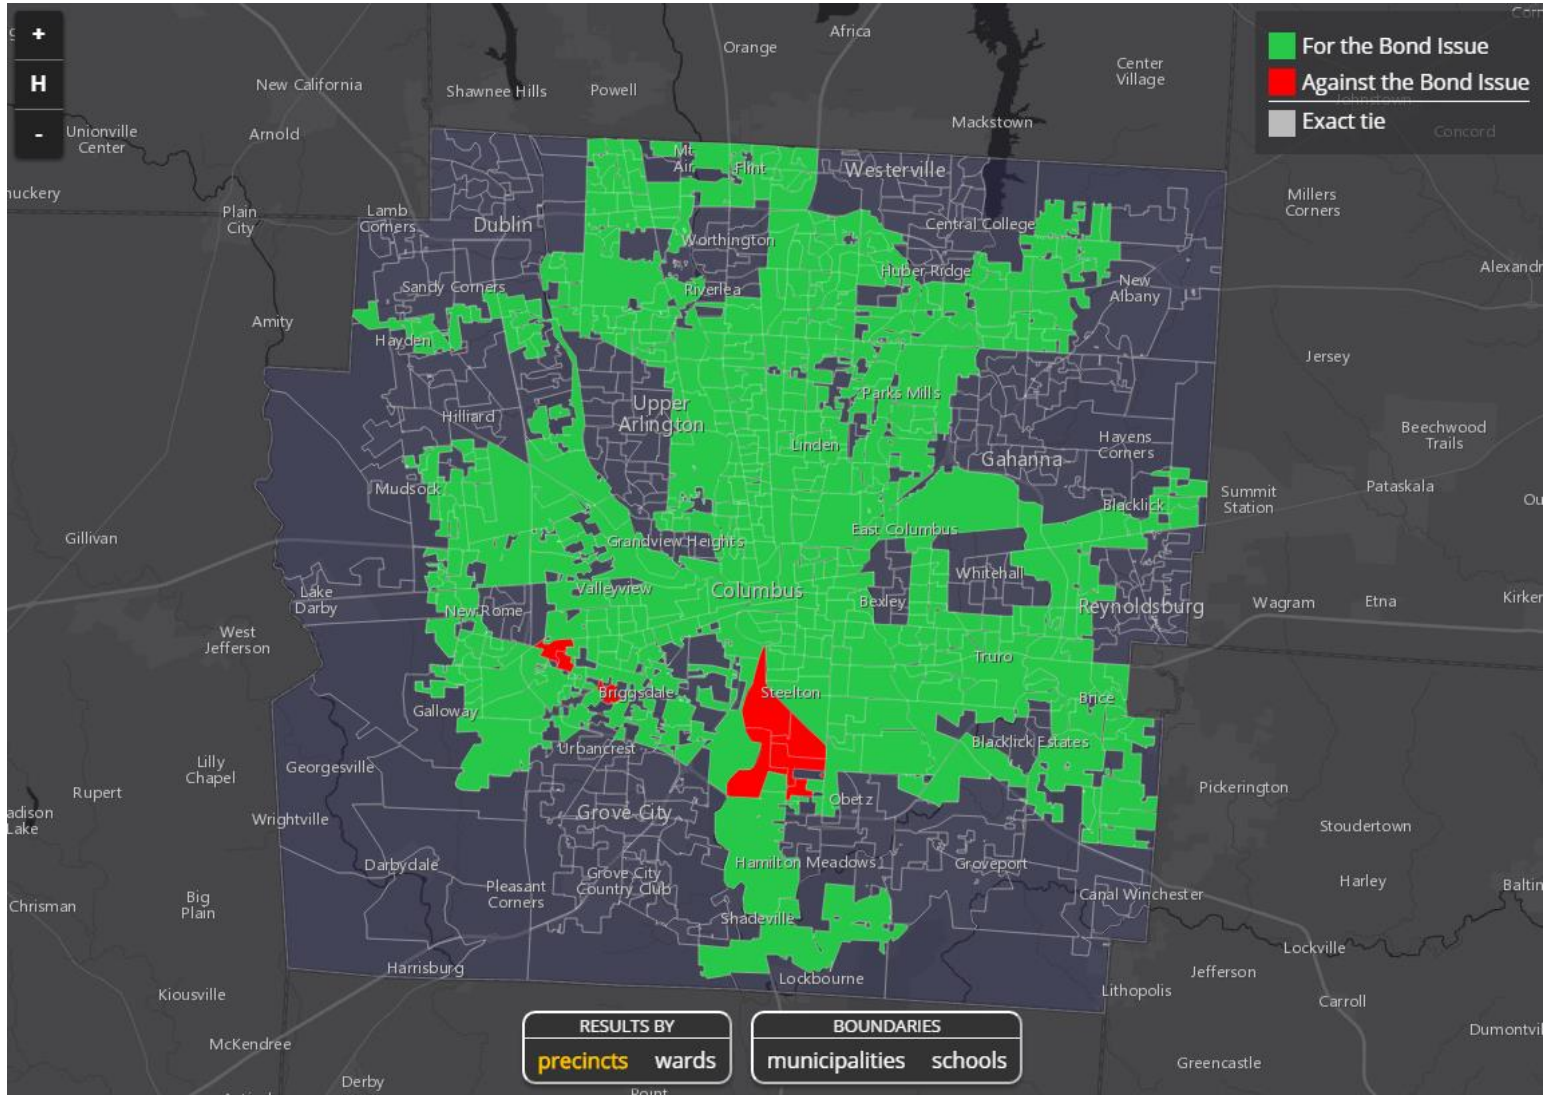 +
H
-
For the Bond Issue
Against the Bond Issue
Exact tie
Africa
Orange
Center
Village
New California
Shawnee Hills
Powell
Johnstown
Mackstown
Concord
Unionville
Center
Arnold
Mt
Air
Flint
Westerville
Millers
Corners
Plain
City
Lamb
Corners
Dublin
Central College
Worthington
Huber Ridge
New
Albany
Sandy Corners
Riverlea
Amity
Hayden
Jersey
Parks Mills
Upper
Arlington
Hilliard
Linden
Havens
Corners
Beechwood
Trails
Gahanna
Mudsock
Summit
Station
Pataskala
Blacklick
Gillivan
East Columbus
Grandview Heights
Whitehall
Valleyview
Columbus
Lake
Darby
New Rome
Bexley
Reynoldsburg
Wagram
Etna
West
Jefferson
Truro
Briggsdale
Steelton
Brice
Galloway
Urbancrest
Blacklick Estates
Georgesville
Lilly
Chapel
Rupert
Pickerington
Obetz
Grove City
Wrightville
Stoudertown
Darbydale
Hamilton Meadows
Groveport
Grove City
Country Club
Pleasant
Corners
Harley
Canal Winchester
Big
Plain
Chrisman
Shadeville
Lockville
Harrisburg
Lockbourne
Jefferson
Lithopolis
Kiousville
Carroll
RESULTS BY
precincts wards
BOUNDARIES
municipalities schools
McKendree
Greencastle
Derby